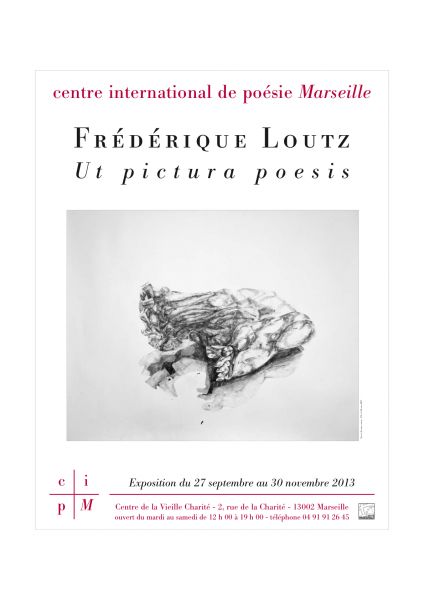 centre international de poésie Marseille
Frédérique Loutz
Ut pictura poesis
c i
p M
Exposition du 27 septembre au 30 novembre 2013
Centre de la Vieille Charité - 2, rue de la Charité - 13002 Marseille
ouvert du mardi au samedi de 12 h 00 à 19 h 00 - téléphone 04 91 91 26 45